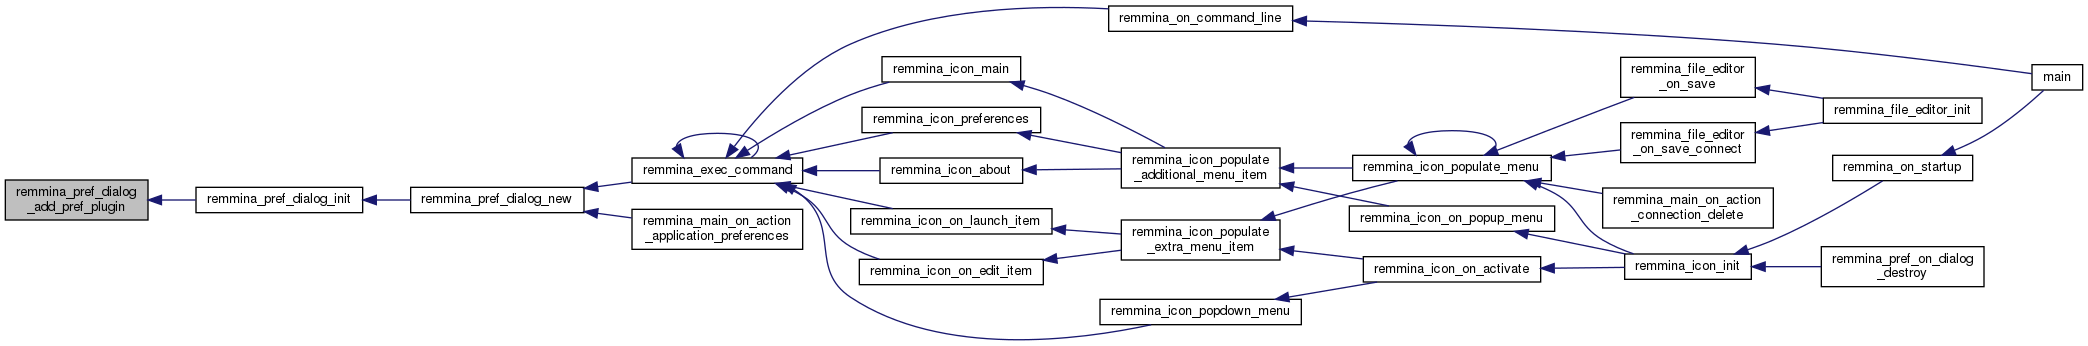 remmina_pref_dialog
_add_pref_plugin
remmina_pref_dialog_init
remmina_pref_dialog_new
remmina_exec_command
remmina_main_on_action
_application_preferences
remmina_on_command_line
remmina_icon_main
remmina_icon_preferences
remmina_icon_about
remmina_icon_on_launch_item
remmina_icon_on_edit_item
remmina_icon_popdown_menu
remmina_icon_populate
_additional_menu_item
remmina_icon_populate
_extra_menu_item
remmina_icon_populate_menu
remmina_icon_on_popup_menu
remmina_icon_on_activate
remmina_file_editor
_on_save
remmina_file_editor
_on_save_connect
remmina_main_on_action
_connection_delete
remmina_icon_init
remmina_file_editor_init
remmina_on_startup
remmina_pref_on_dialog
_destroy
main